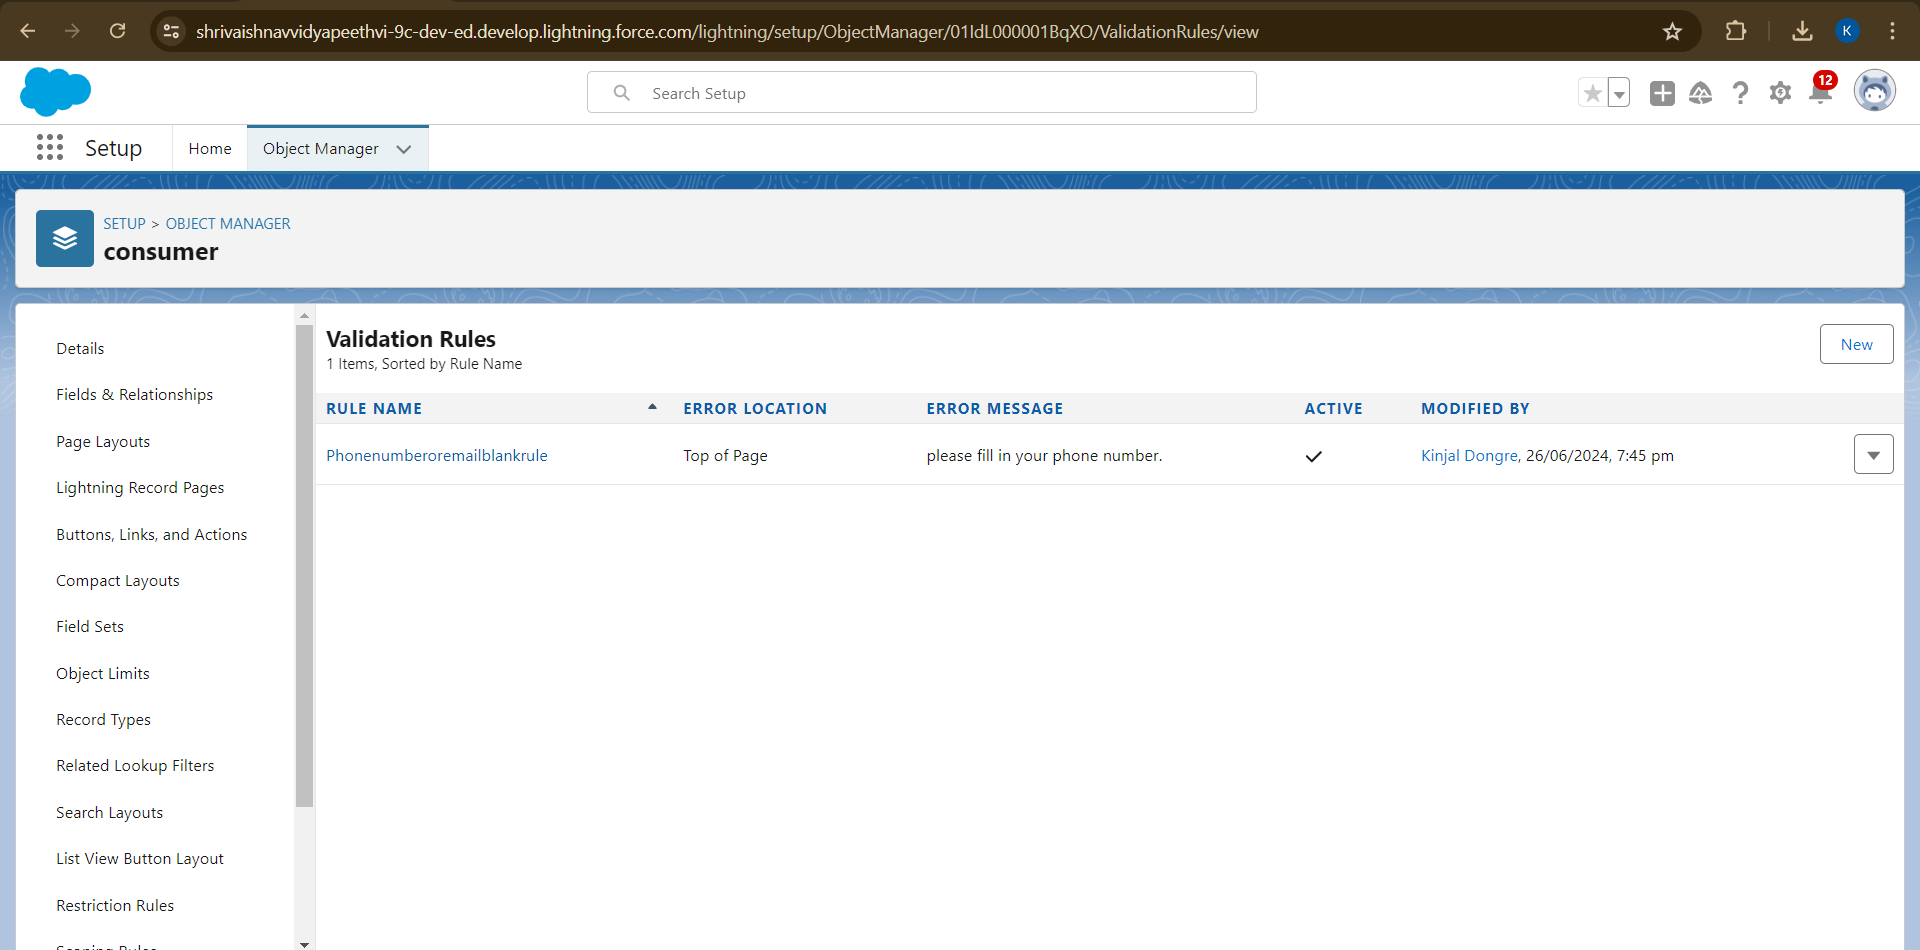 shrivaishnavvidyapeethvi-9c-dev-ed.develop.lightning.force.com/lightning/setup/ObjectManager/01IdL000001BqXO/ValidationRules/view
K
Search Setup
12
Setup
Home
Object Manager
SETUP > OBJECT MANAGER
consumer
Details
Fields & Relationships
Page Layouts
Lightning Record Pages
Buttons, Links, and Actions
Compact Layouts
Field Sets
Object Limits
Record Types
Related Lookup Filters
Search Layouts
List View Button Layout
Restriction Rules
Scoping Rules
Validation Rules
1 Items, Sorted by Rule Name
New
RULE NAME ERROR LOCATION ERROR MESSAGE ACTIVE MODIFIED BY
Phonenumberoremailblankrule Top of Page please fill in your phone number. Kinjal Dongre, 26/06/2024, 7:45 pm